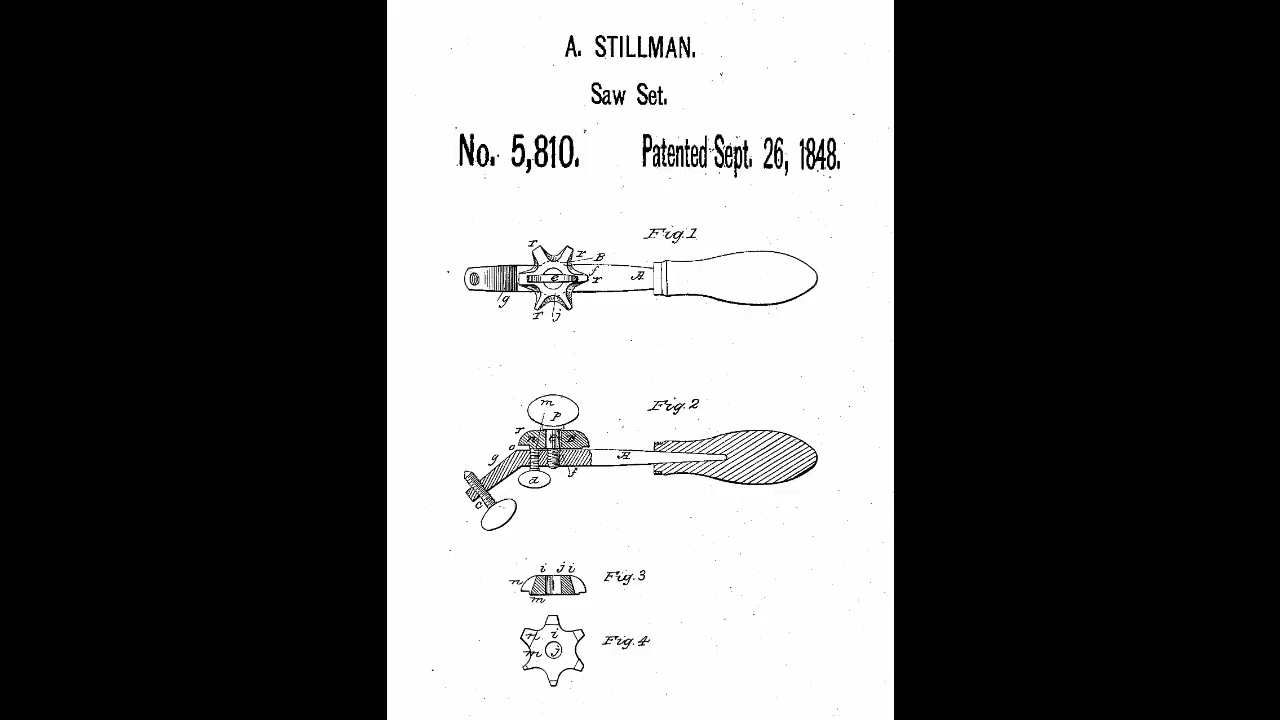 A. STILLMAN.
Saw Set.
No. 5,810. Patented Sept. 26, 1848.
Fig. 1
r r B
f
e r A
g
r j
Fig. 2
m
P
r
o
g A
d f
c
i j i
n Fig. 3
m
n i Fig. 4
m j